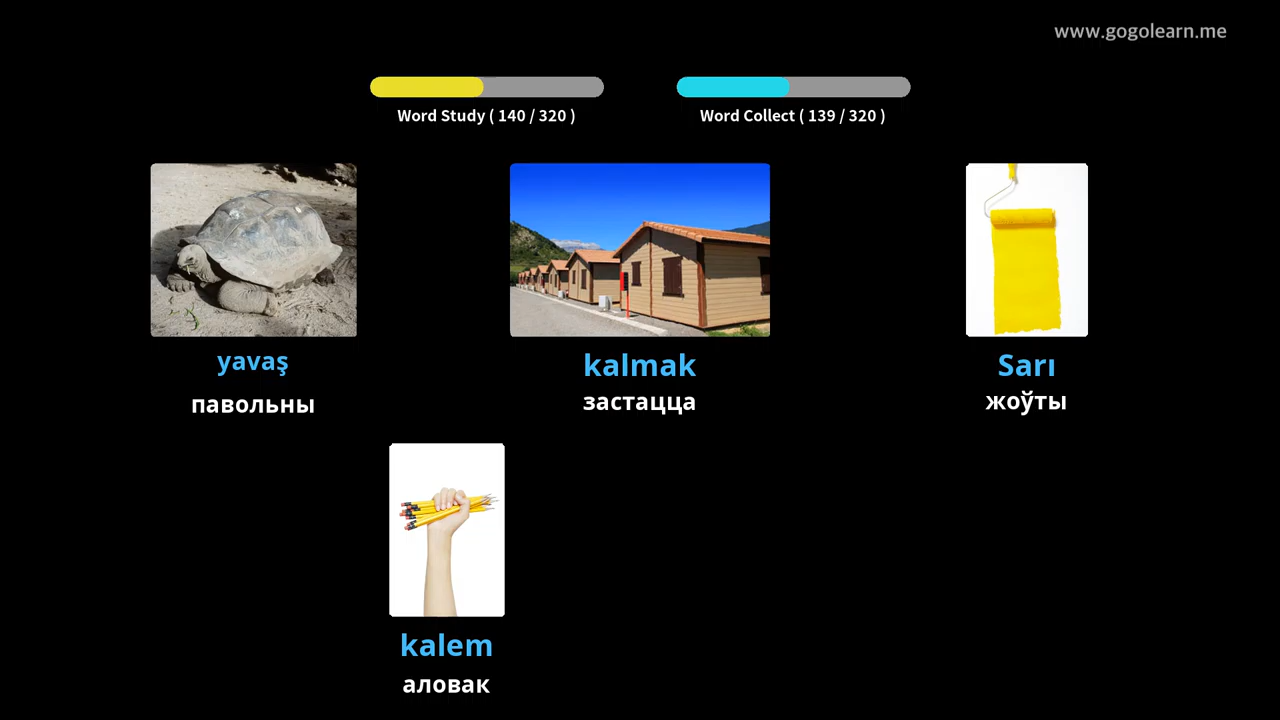 www.gogolearn.me
Word Study ( 140 / 320 )
Word Collect ( 139 / 320 )
yavaş
павольны
kalmak
застацца
Sarı
жоўты
kalem
аловак